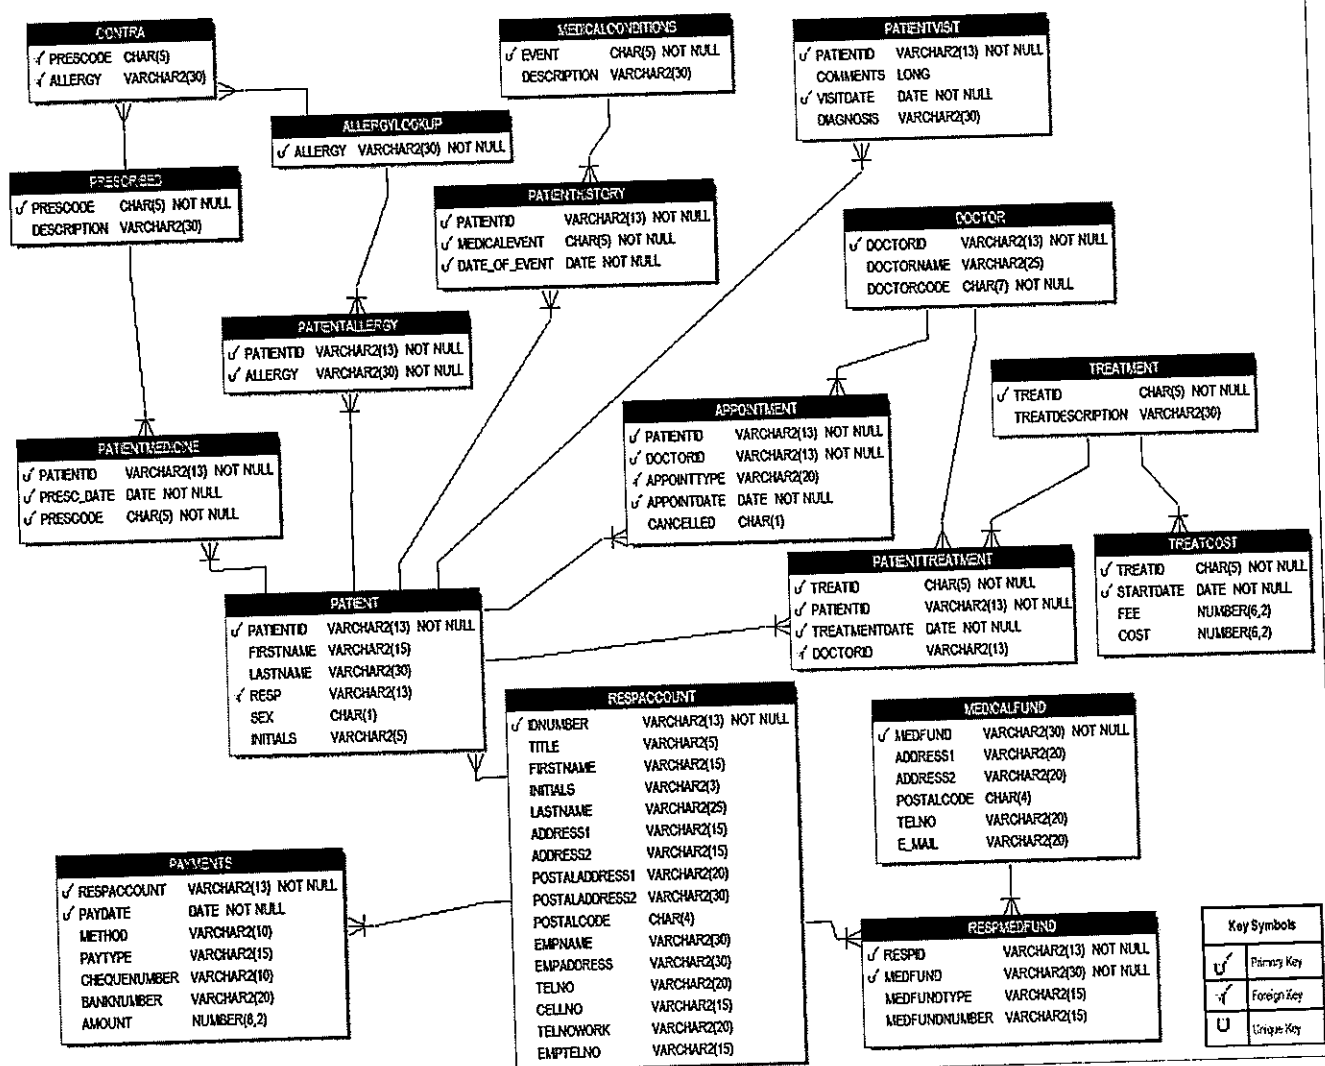 CONTRA
PRESCODE CHAR(5)
ALLERGY VARCHAR2(30)
MEDICALCONDITIONS
EVENT CHAR(5) NOT NULL
DESCRIPTION VARCHAR2(30)
PATIENTVISIT
PATIENTID VARCHAR2(13) NOT NULL
COMMENTS LONG
VISITDATE DATE NOT NULL
DIAGNOSIS VARCHAR2(30)
ALLERGYLOOKUP
ALLERGY VARCHAR2(30) NOT NULL
PRESCRIBED
PRESCODE CHAR(5) NOT NULL
DESCRIPTION VARCHAR2(30)
PATIENTHISTORY
PATIENTID VARCHAR2(13) NOT NULL
MEDICALEVENT CHAR(5) NOT NULL
DATE_OF_EVENT DATE NOT NULL
DOCTOR
DOCTORID VARCHAR2(13) NOT NULL
DOCTORNAME VARCHAR2(25)
DOCTORCODE CHAR(7) NOT NULL
PATIENTALLERGY
PATIENTID VARCHAR2(13) NOT NULL
ALLERGY VARCHAR2(30) NOT NULL
TREATMENT
TREATID CHAR(5) NOT NULL
TREATDESCRIPTION VARCHAR2(30)
APPOINTMENT
PATIENTID VARCHAR2(13) NOT NULL
DOCTORID VARCHAR2(13) NOT NULL
APPOINTTYPE VARCHAR2(20)
APPOINTDATE DATE NOT NULL
CANCELLED CHAR(1)
PATIENTMEDICINE
PATIENTID VARCHAR2(13) NOT NULL
PRESC_DATE DATE NOT NULL
PRESCODE CHAR(5) NOT NULL
PATIENTTREATMENT
TREATID CHAR(5) NOT NULL
PATIENTID VARCHAR2(13) NOT NULL
TREATMENTDATE DATE NOT NULL
DOCTORID VARCHAR2(13)
TREATCOST
TREATID CHAR(5) NOT NULL
STARTDATE DATE NOT NULL
FEE NUMBER(6,2)
COST NUMBER(6,2)
PATIENT
PATIENTID VARCHAR2(13) NOT NULL
FIRSTNAME VARCHAR2(15)
LASTNAME VARCHAR2(30)
RESP VARCHAR2(13)
SEX CHAR(1)
INITIALS VARCHAR2(5)
RESPACCOUNT
IDNUMBER VARCHAR2(13) NOT NULL
TITLE VARCHAR2(5)
FIRSTNAME VARCHAR2(15)
INITIALS VARCHAR2(3)
LASTNAME VARCHAR2(25)
ADDRESS1 VARCHAR2(15)
ADDRESS2 VARCHAR2(15)
POSTALADDRESS1 VARCHAR2(20)
POSTALADDRESS2 VARCHAR2(30)
POSTALCODE CHAR(4)
EMPNAME VARCHAR2(30)
EMPADDRESS VARCHAR2(30)
TELNO VARCHAR2(20)
CELLNO VARCHAR2(15)
TELNOWORK VARCHAR2(20)
EMPTELNO VARCHAR2(15)
MEDICALFUND
MEDFUND VARCHAR2(30) NOT NULL
ADDRESS1 VARCHAR2(20)
ADDRESS2 VARCHAR2(20)
POSTALCODE CHAR(4)
TELNO VARCHAR2(20)
E_MAIL VARCHAR2(20)
PAYMENTS
RESPACCOUNT VARCHAR2(13) NOT NULL
PAYDATE DATE NOT NULL
METHOD VARCHAR2(10)
PAYTYPE VARCHAR2(15)
CHEQUENUMBER VARCHAR2(10)
BANKNUMBER VARCHAR2(20)
AMOUNT NUMBER(8,2)
RESPMEDFUND
RESPID VARCHAR2(13) NOT NULL
MEDFUND VARCHAR2(30) NOT NULL
MEDFUNDTYPE VARCHAR2(15)
MEDFUNDNUMBER VARCHAR2(15)
Key Symbols
Primary Key
Foreign Key
Unique Key